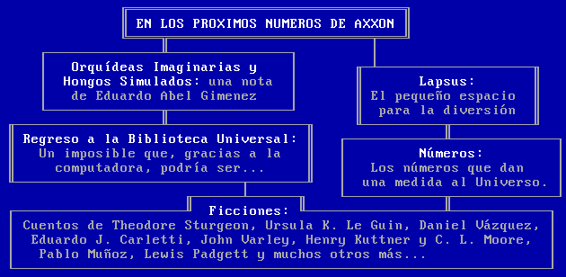 EN LOS PROXIMOS NUMEROS DE AXXON
Orquídeas Imaginarias y
Hongos Simulados: una nota
de Eduardo Abel Gimenez
Lapsus:
El pequeño espacio
para la diversión
Regreso a la Biblioteca Universal:
Un imposible que, gracias a la
computadora, podría ser...
Números:
Los números que dan
una medida al Universo.
Ficciones:
Cuentos de Theodore Sturgeon, Ursula K. Le Guin, Daniel Vázquez,
Eduardo J. Carletti, John Varley, Henry Kuttner y C. L. Moore,
Pablo Muñoz, Lewis Padgett y muchos otros más...